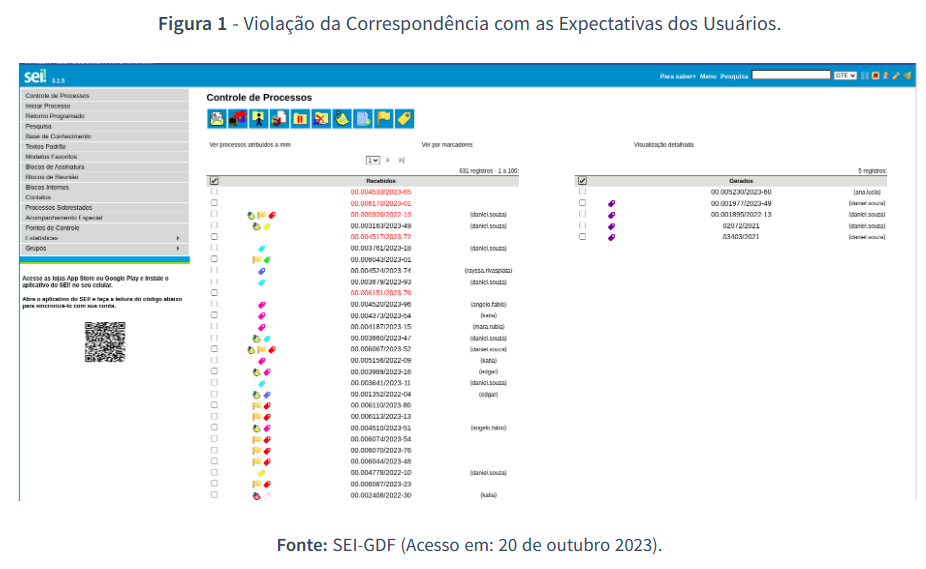 Figura 1 - Violação da Correspondência com as Expectativas dos Usuários.
sei! 3.1.5
Para saber+ Menu Pesquisa GTE
Controle de Processos
Iniciar Processo
Retorno Programado
Pesquisa
Base de Conhecimento
Textos Padrão
Modelos Favoritos
Blocos de Assinatura
Blocos de Reunião
Blocos Internos
Contatos
Processos Sobrestados
Acompanhamento Especial
Pontos de Controle
Estatísticas
Grupos
Acesse as lojas App Store ou Google Play e instale o
aplicativo do SEI! no seu celular.
Abra o aplicativo do SEI! e faça a leitura do código abaixo
para sincronizá-lo com sua conta.
Controle de Processos
Ver processos atribuídos a mim Ver por marcadores Visualização detalhada
1
631 registros - 1 a 100:
Recebidos
00.004533/2023-65
00.006170/2023-01
00.000926/2022-19 (daniel.souza)
00.003163/2023-49 (daniel.souza)
00.004517/2023-72
00.003761/2023-18 (daniel.souza)
00.006043/2023-01
00.004524/2023-74 (rayssa.rivasplata)
00.003679/2023-93 (daniel.souza)
00.006151/2023-76
00.004520/2023-96 (angelo.fabio)
00.004373/2023-54 (katia)
00.004187/2023-15 (mara.rubia)
00.003660/2023-47 (daniel.souza)
00.006067/2023-52 (daniel.souza)
00.005156/2022-09 (katia)
00.003989/2023-16 (edgar)
00.003641/2023-11 (daniel.souza)
00.001352/2022-04 (edgar)
00.006110/2023-80
00.006113/2023-13
00.004510/2023-51 (angelo.fabio)
00.006074/2023-54
00.006070/2023-76
00.006044/2023-48
00.004778/2022-10 (daniel.souza)
00.006087/2023-23
00.002408/2022-30 (katia)
5 registros:
Gerados
00.005230/2023-60 (ana.lucia)
00.001977/2023-49 (daniel.souza)
00.001895/2022-13 (daniel.souza)
02072/2021 (daniel.souza)
03403/2021 (daniel.souza)
Fonte: SEI-GDF (Acesso em: 20 de outubro 2023).